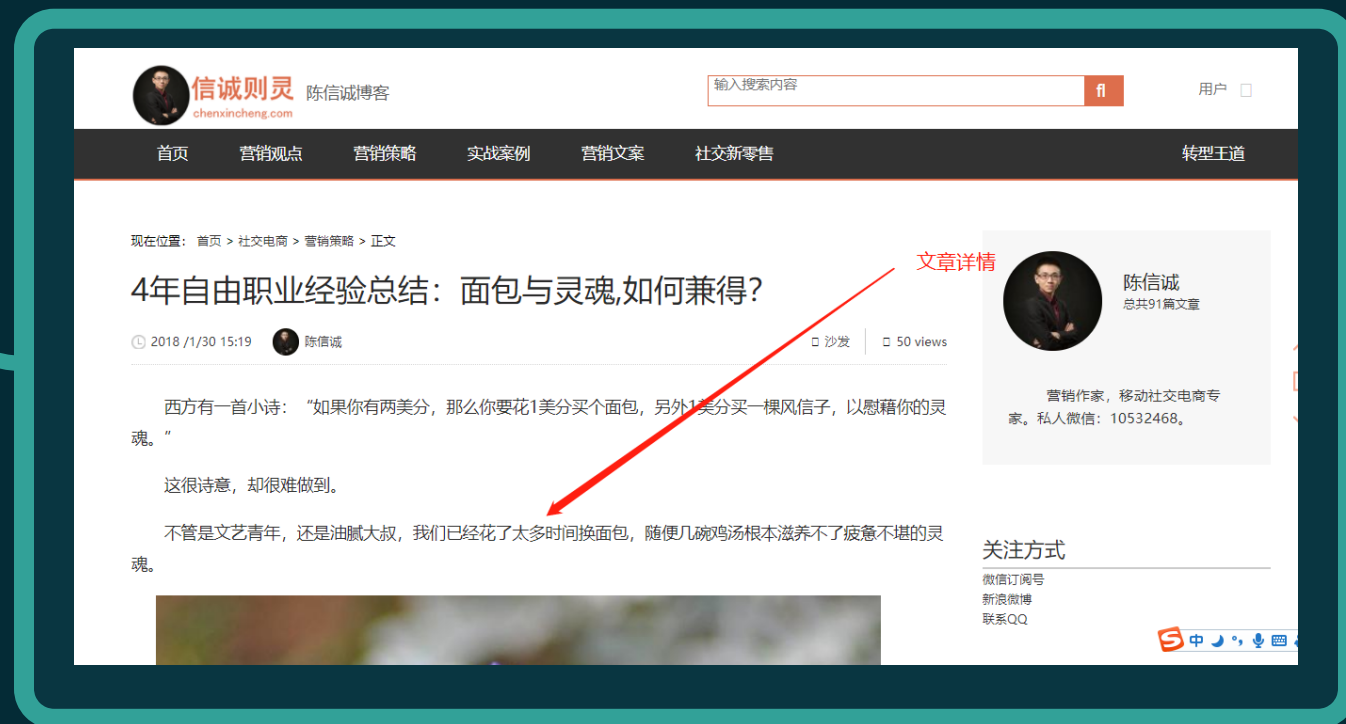 信诚则灵
chenxincheng.com
陈信诚博客
输入搜索内容
用户
首页 营销观点 营销策略 实战案例 营销文案 社交新零售 转型王道
现在位置: 首页 > 社交电商 > 营销策略 > 正文
4年自由职业经验总结：面包与灵魂,如何兼得?
2018 /1/30 15:19 陈信诚 沙发 50 views
西方有一首小诗：“如果你有两美分，那么你要花1美分买个面包，另外1美分买一棵风信子，以慰藉你的灵
魂。”
这很诗意，却很难做到。
不管是文艺青年，还是油腻大叔，我们已经花了太多时间换面包，随便几碗鸡汤根本滋养不了疲惫不堪的灵
魂。
文章详情
陈信诚
总共91篇文章
营销作家，移动社交电商专
家。私人微信：10532468。
关注方式
微信订阅号
新浪微博
联系QQ
中